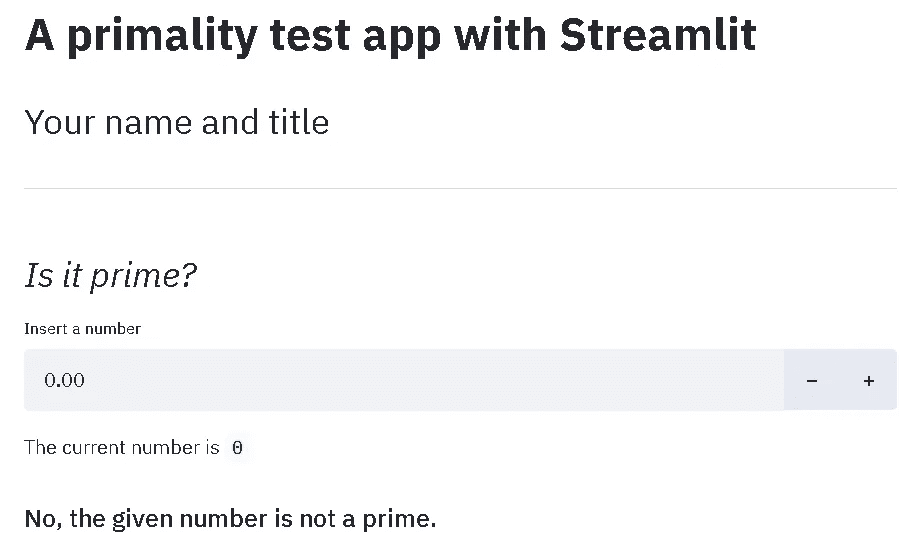 A primality test app with Streamlit
Your name and title
Is it prime?
Insert a number
0.00 − +
The current number is 0
No, the given number is not a prime.